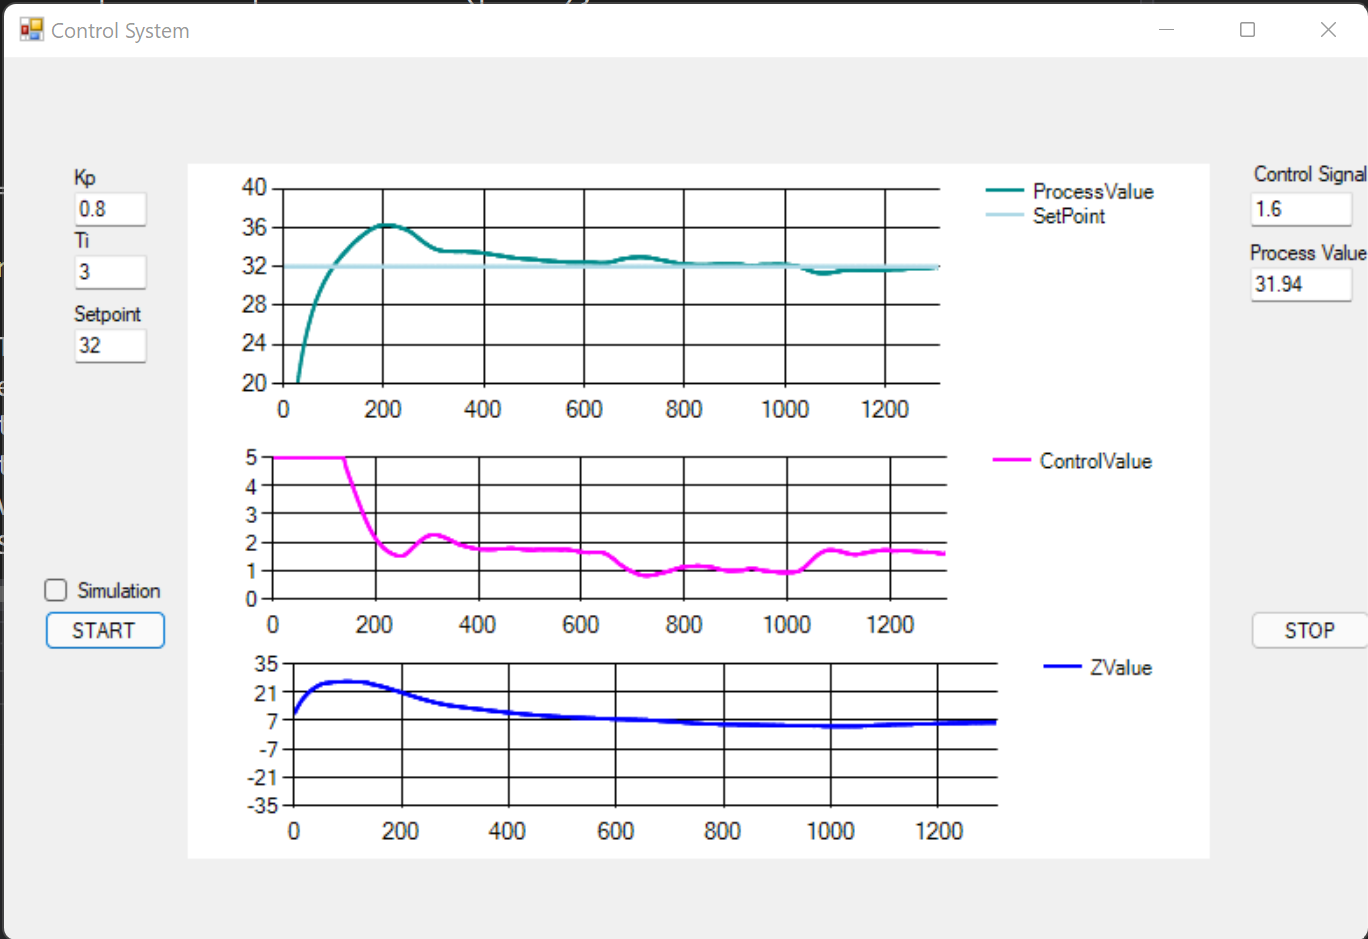 Control System
Kp
0.8
Ti
3
Setpoint
32
Simulation
START
40
36
32
28
24
20
0 200 400 600 800 1000 1200
ProcessValue
SetPoint
5
4
3
2
1
0
0 200 400 600 800 1000 1200
ControlValue
35
21
7
-7
-21
-35
0 200 400 600 800 1000 1200
ZValue
Control Signal
1.6
Process Value
31.94
STOP